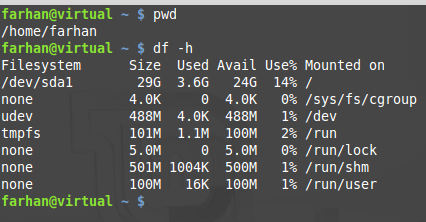 farhan@virtual ~ $ pwd
/home/farhan
farhan@virtual ~ $ df -h
Filesystem      Size  Used Avail Use% Mounted on
/dev/sda1        29G  3.6G   24G  14% /
none            4.0K     0  4.0K   0% /sys/fs/cgroup
udev            488M  4.0K  488M   1% /dev
tmpfs           101M  1.1M  100M   2% /run
none            5.0M     0  5.0M   0% /run/lock
none            501M 1004K  500M   1% /run/shm
none            100M   16K  100M   1% /run/user
farhan@virtual ~ $